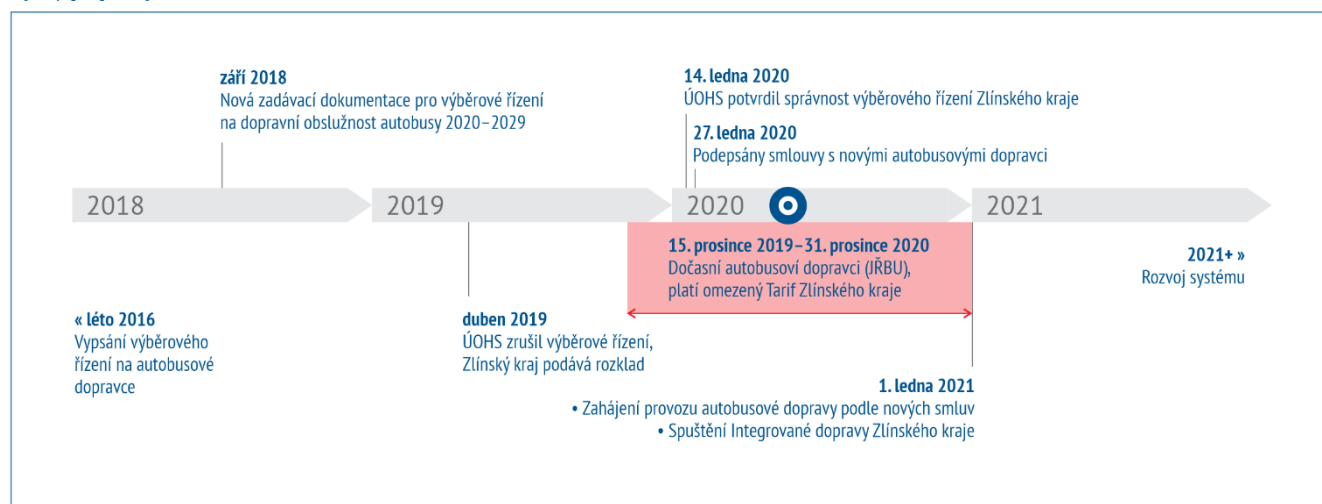 září 2018
Nová zadávací dokumentace pro výběrové řízení
na dopravní obslužnost autobusy 2020–2029
14. ledna 2020
ÚOHS potvrdil správnost výběrového řízení Zlínského kraje
27. ledna 2020
Podepsány smlouvy s novými autobusovými dopravci
2018
2019
2020
2021
15. prosince 2019–31. prosince 2020
Dočasní autobusoví dopravci (JŘBU),
platí omezený Tarif Zlínského kraje
2021+ »
Rozvoj systému
« léto 2016
Vypsání výběrového
řízení na autobusové
dopravce
duben 2019
ÚOHS zrušil výběrové řízení,
Zlínský kraj podává rozklad
1. ledna 2021
• Zahájení provozu autobusové dopravy podle nových smluv
• Spuštění Integrované dopravy Zlínského kraje